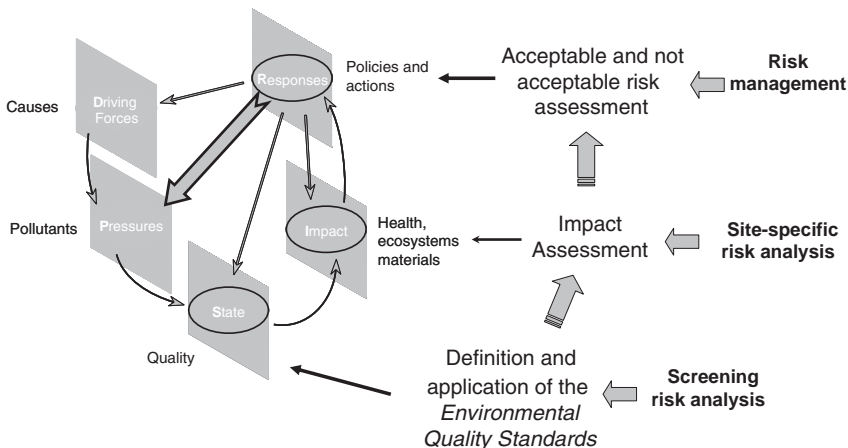 Responses
Policies and
actions
Acceptable and not
acceptable risk
assessment
Risk
management
Causes
Driving
Forces
Pollutants
Pressures
Impact
Health,
ecosystems
materials
Impact
Assessment
Site-specific
risk analysis
State
Quality
Definition and
application of the
Environmental
Quality Standards
Screening
risk analysis